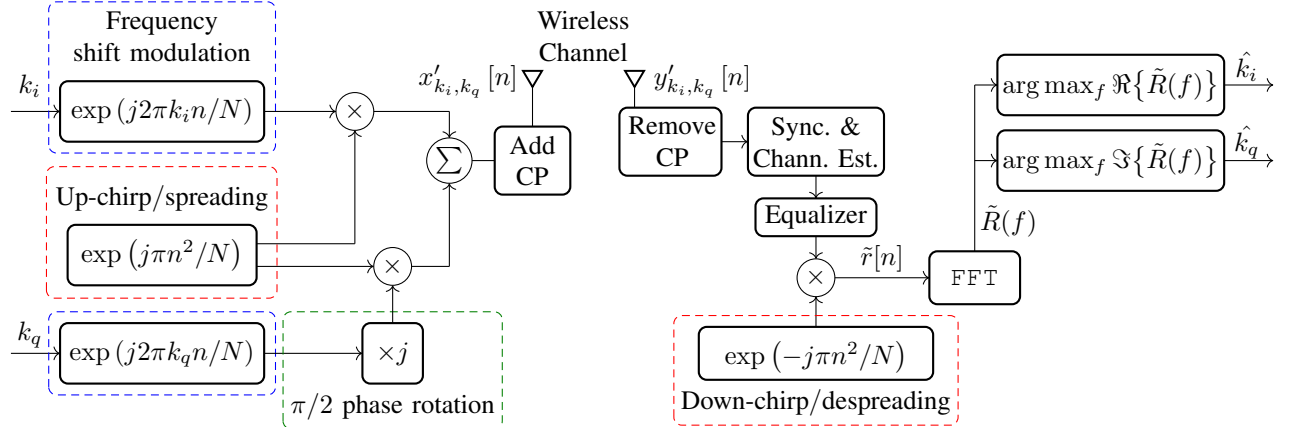 Frequency
shift modulation
k_i
exp (j2πk_i n/N)
×
Up-chirp/spreading
exp (jπn²/N)
×
k_q
exp (j2πk_q n/N)
×j
π/2 phase rotation
∑
x′_{k_i,k_q} [n]
Add
CP
Wireless
Channel
y′_{k_i,k_q} [n]
Remove
CP
Sync. &
Chann. Est.
Equalizer
×
r̃[n]
exp (−jπn²/N)
Down-chirp/despreading
FFT
R̃(f)
arg max_f ℜ{R̃(f)}
k̂_i
arg max_f ℑ{R̃(f)}
k̂_q